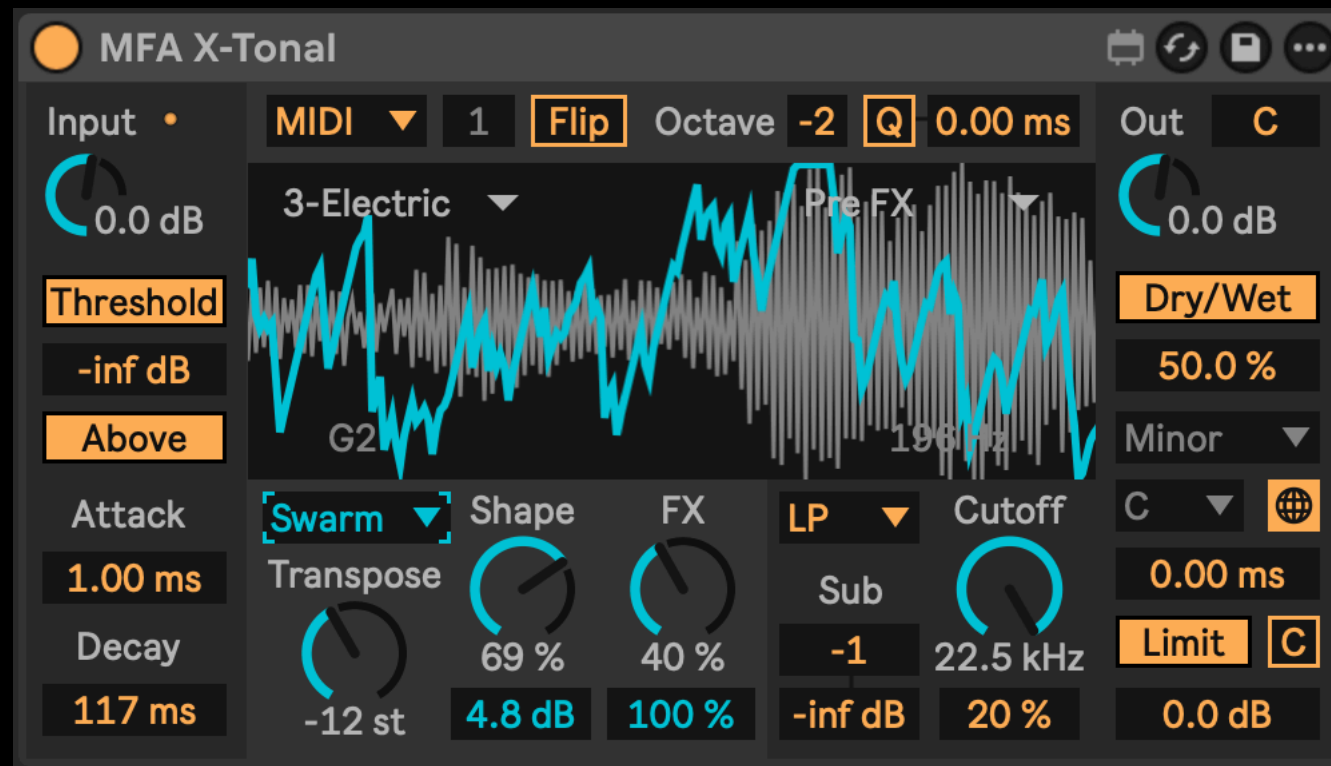 MFA X-Tonal
Input
MIDI 1 Flip Octave -2 Q 0.00 ms
Out C
0.0 dB
3-Electric
Pre FX
0.0 dB
Threshold
Dry/Wet
-inf dB
50.0 %
Above
G2
196 Hz
Minor
Attack
Swarm
Shape
FX
LP
Cutoff
C
1.00 ms
Transpose
Sub
0.00 ms
Decay
69 %
40 %
-1
22.5 kHz
Limit C
117 ms
-12 st
4.8 dB
100 %
-inf dB
20 %
0.0 dB